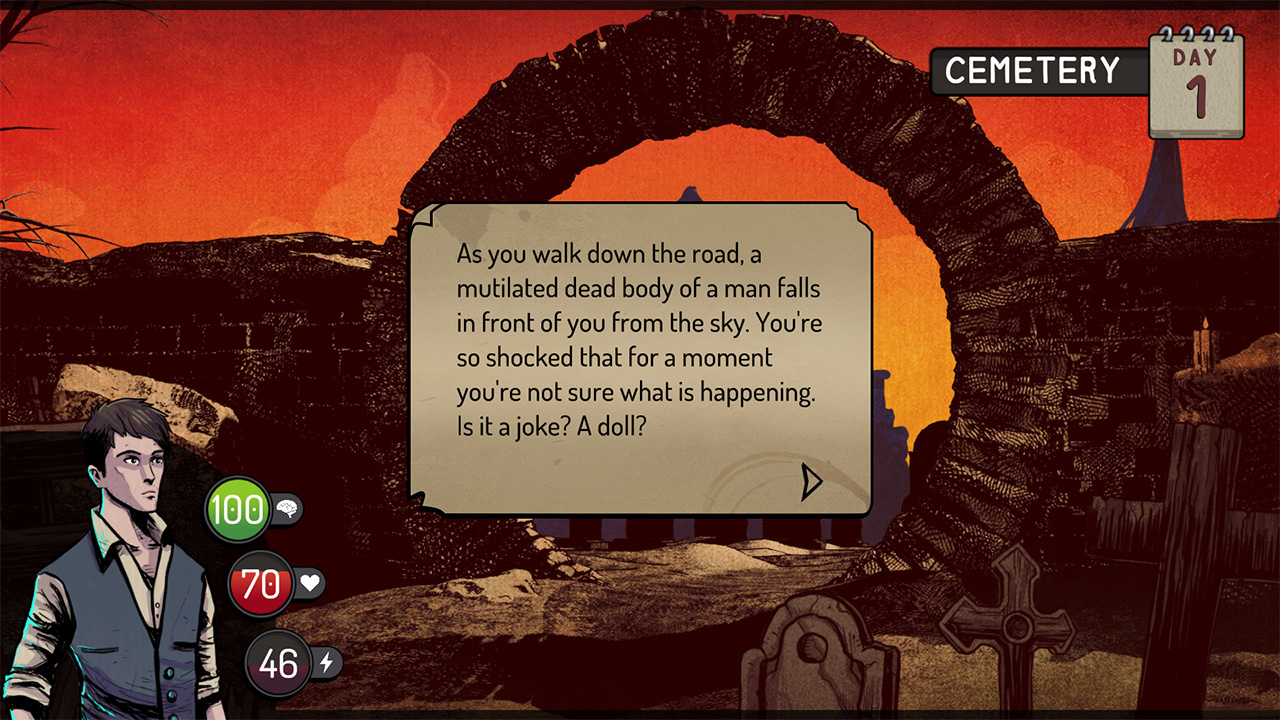 CEMETERY
DAY
1
As you walk down the road, a
mutilated dead body of a man falls
in front of you from the sky. You're
so shocked that for a moment
you're not sure what is happening.
Is it a joke? A doll?
100
70
46